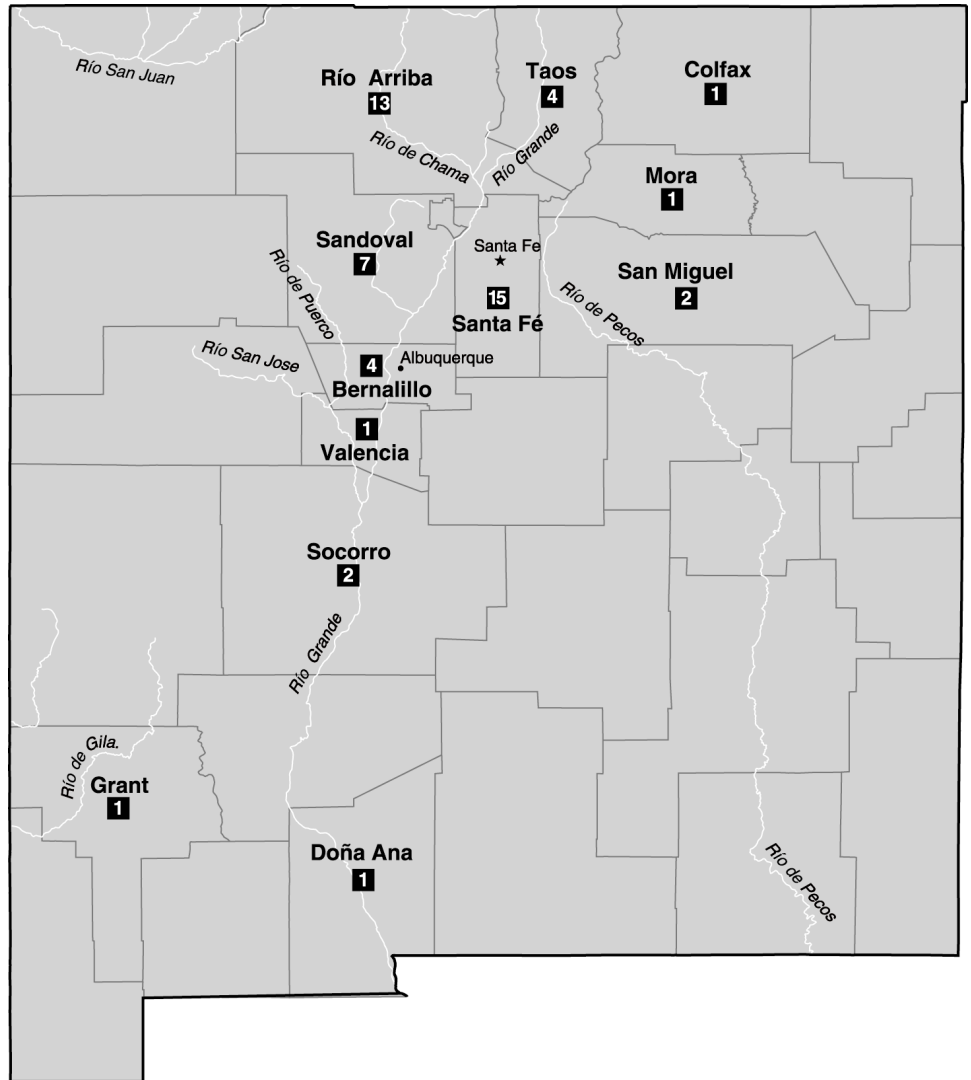 Río San Juan
Río Arriba
13
Taos
4
Colfax
1
Río de Chama
Río Grande
Mora
1
Sandoval
7
Santa Fe
15
Santa Fé
San Miguel
2
Río de Puerco
Río de Pecos
Río San Jose
4
Albuquerque
Bernalillo
1
Valencia
Socorro
2
Río Grande
Río de Gila.
Grant
1
Doña Ana
1
Río de Pecos